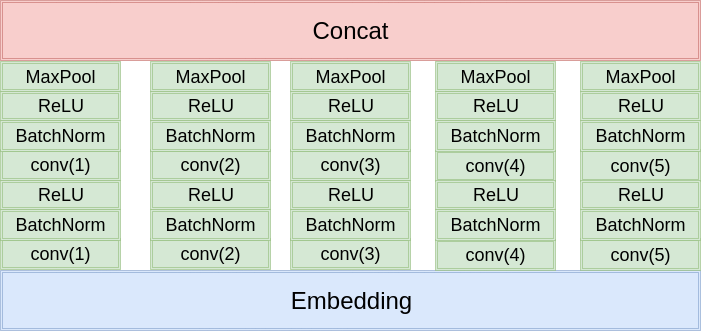 Concat
MaxPool MaxPool MaxPool MaxPool MaxPool
ReLU ReLU ReLU ReLU ReLU
BatchNorm BatchNorm BatchNorm BatchNorm BatchNorm
conv(1) conv(2) conv(3) conv(4) conv(5)
ReLU ReLU ReLU ReLU ReLU
BatchNorm BatchNorm BatchNorm BatchNorm BatchNorm
conv(1) conv(2) conv(3) conv(4) conv(5)
Embedding